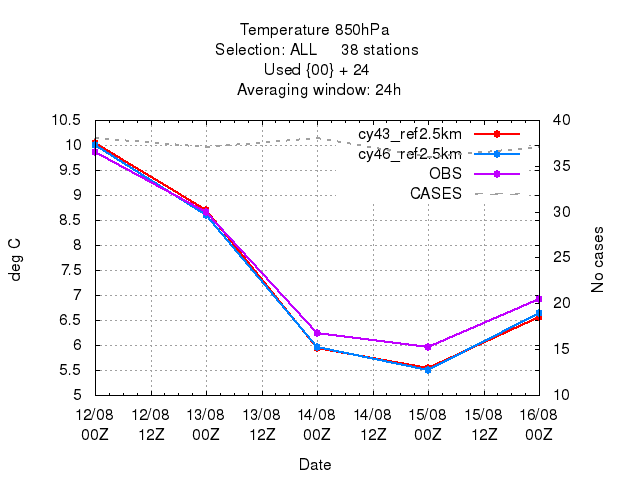 Temperature 850hPa
Selection: ALL     38 stations
Used {00} + 24
Averaging window: 24h
10.5
10
9.5
9
8.5
8
7.5
7
6.5
6
5.5
5
deg C
40
35
30
25
20
15
10
No cases
cy43_ref2.5km
cy46_ref2.5km
OBS
CASES
12/08 12/08 13/08 13/08 14/08 14/08 15/08 15/08 16/08
00Z 12Z 00Z 12Z 00Z 12Z 00Z 12Z 00Z
Date